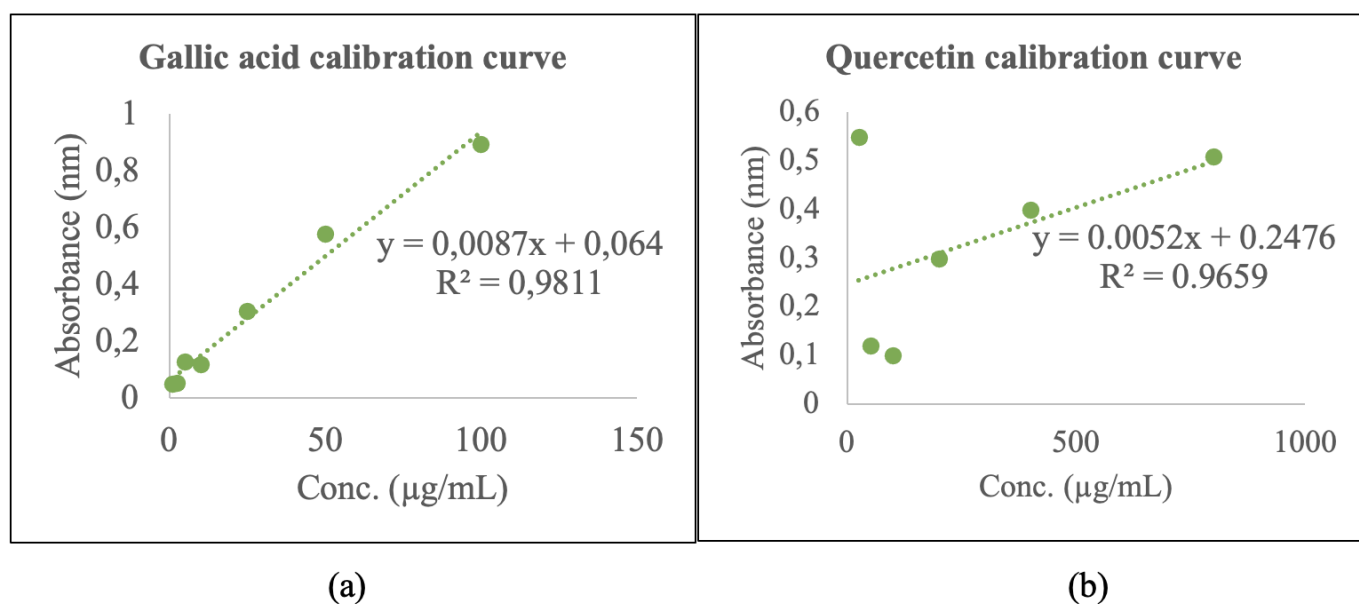 Gallic acid calibration curve
1
0,8
0,6
0,4
0,2
0
Absorbance (nm)
y = 0,0087x + 0,064
R² = 0,9811
0 50 100 150
Conc. (µg/mL)
(a)
Quercetin calibration curve
0,6
0,5
0,4
0,3
0,2
0,1
0
Absorbance (nm)
y = 0.0052x + 0.2476
R² = 0.9659
0 500 1000
Conc. (µg/mL)
(b)